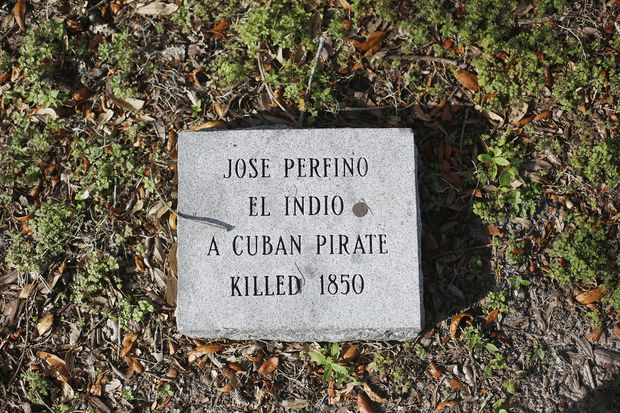 JOSE PERFINO
EL INDIO
A CUBAN PIRATE
KILLED 1850